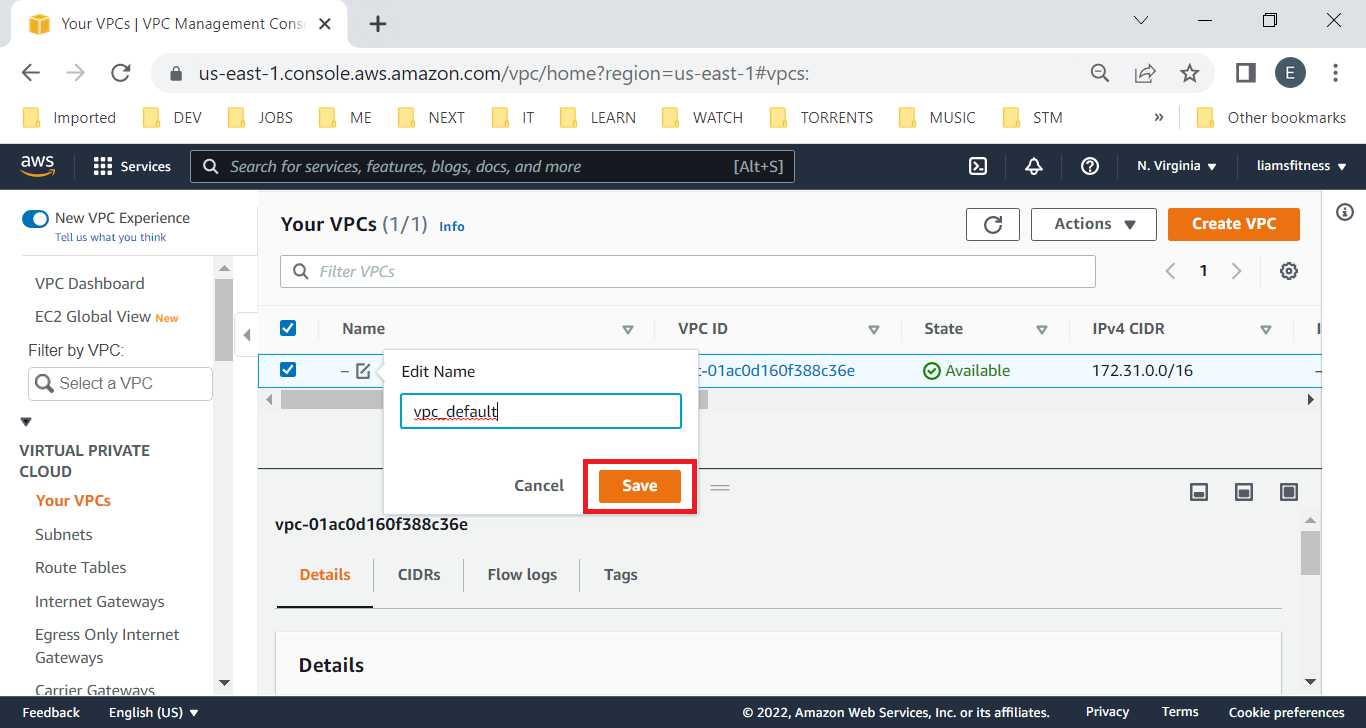 Your VPCs | VPC Management Cons
us-east-1.console.aws.amazon.com/vpc/home?region=us-east-1#vpcs:
E
Imported DEV JOBS ME NEXT IT LEARN WATCH TORRENTS MUSIC STM » Other bookmarks
aws Services Search for services, features, blogs, docs, and more [Alt+S] N. Virginia liamsfitness
New VPC Experience
Tell us what you think
VPC Dashboard
EC2 Global View New
Filter by VPC:
Select a VPC
VIRTUAL PRIVATE
CLOUD
Your VPCs
Subnets
Route Tables
Internet Gateways
Egress Only Internet
Gateways
Carrier Gateways
Your VPCs (1/1) Info
Actions
Create VPC
Filter VPCs
1
Name VPC ID State IPv4 CIDR
– -01ac0d160f388c36e Available 172.31.0.0/16 –
Edit Name
vpc_default
Cancel Save
vpc-01ac0d160f388c36e
Details CIDRs Flow logs Tags
Details
Feedback English (US) © 2022, Amazon Web Services, Inc. or its affiliates. Privacy Terms Cookie preferences